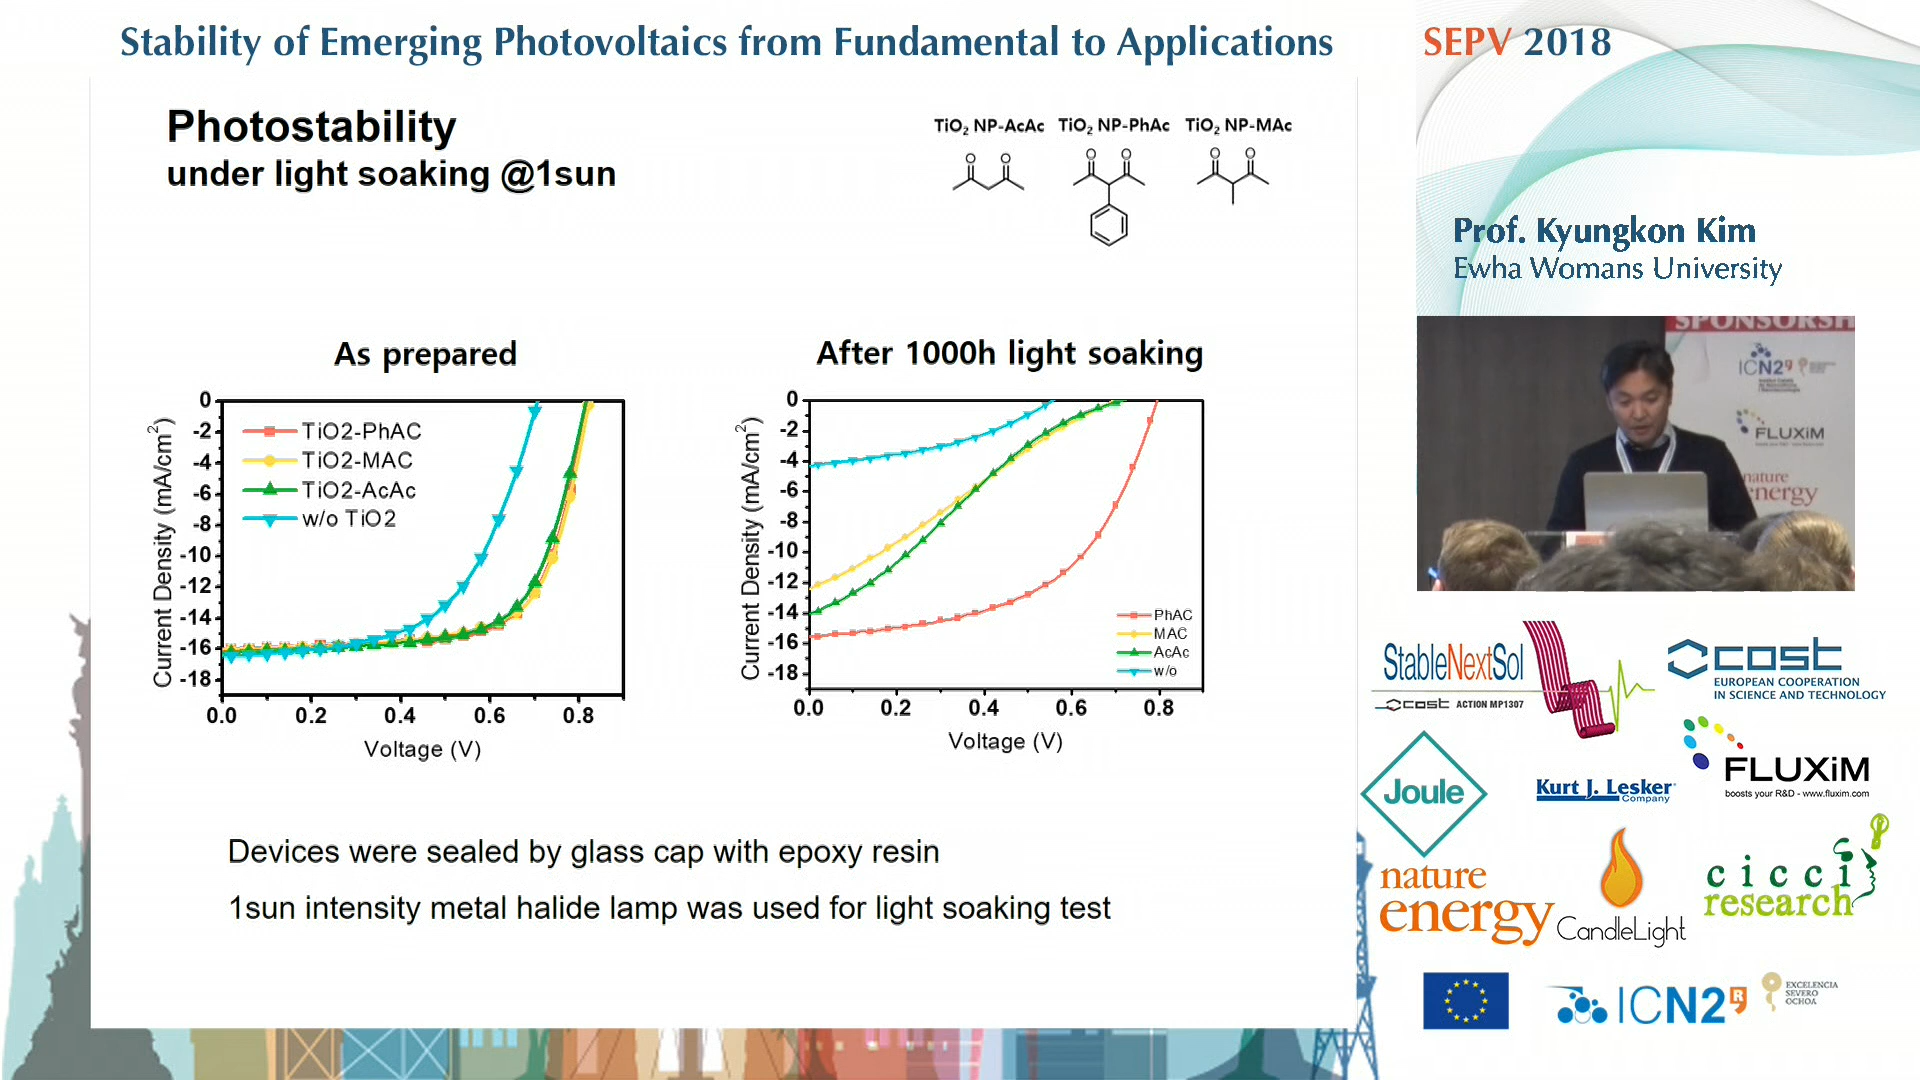 Stability of Emerging Photovoltaics from Fundamental to Applications
SEPV 2018
Photostability
under light soaking @1sun
TiO2 NP-AcAc TiO2 NP-PhAc TiO2 NP-MAc
O O O O O O
Prof. Kyungkon Kim
Ewha Womans University
As prepared
0
-2
-4
-6
-8
-10
-12
-14
-16
-18
Current Density (mA/cm2)
TiO2-PhAC
TiO2-MAC
TiO2-AcAc
w/o TiO2
0.0 0.2 0.4 0.6 0.8
Voltage (V)
After 1000h light soaking
0
-2
-4
-6
-8
-10
-12
-14
-16
-18
Current Density (mA/cm2)
PhAC
MAC
AcAc
w/o
0.0 0.2 0.4 0.6 0.8
Voltage (V)
Devices were sealed by glass cap with epoxy resin
1sun intensity metal halide lamp was used for light soaking test
SPONSORSH
ICN2
FLUXiM
nature
energy
StableNextSol
cost ACTION MP1307
cost
EUROPEAN COOPERATION
IN SCIENCE AND TECHNOLOGY
Joule
Kurt J. Lesker
Company
FLUXiM
boosts your R&D - www.fluxim.com
nature
energy
CandleLight
cicci
research
ICN2
EXCELENCIA
SEVERO
OCHOA